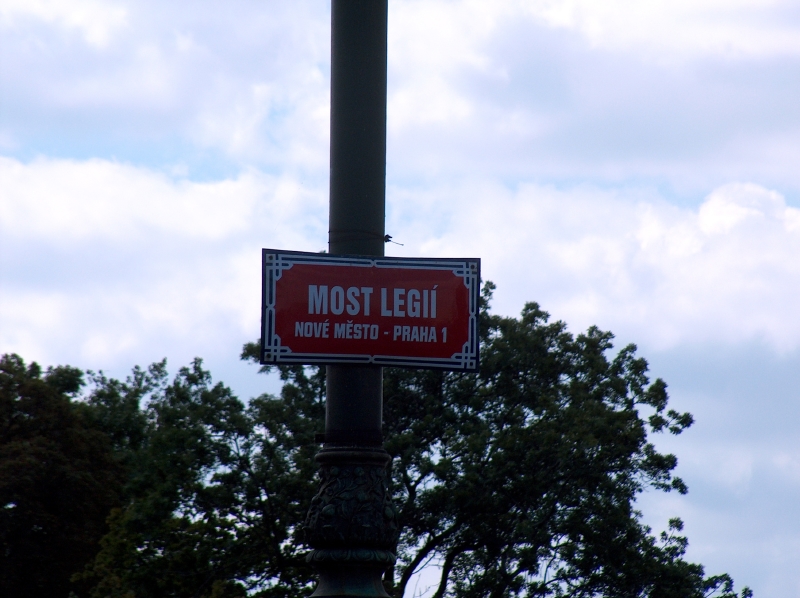 MOST LEGIÍ
NOVÉ MĚSTO - PRAHA 1